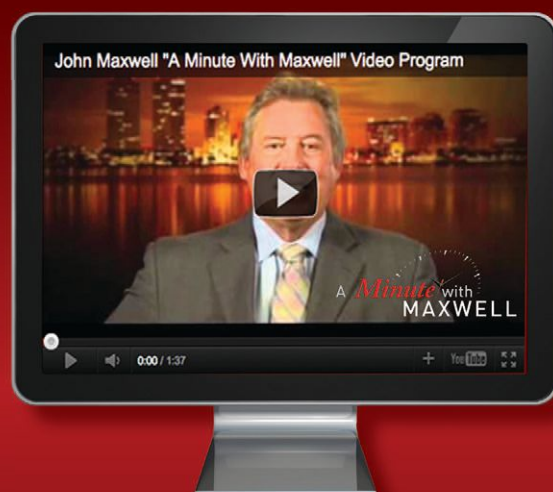 John Maxwell "A Minute With Maxwell" Video Program
A Minute with
MAXWELL
0:00 / 1:37
YouTube